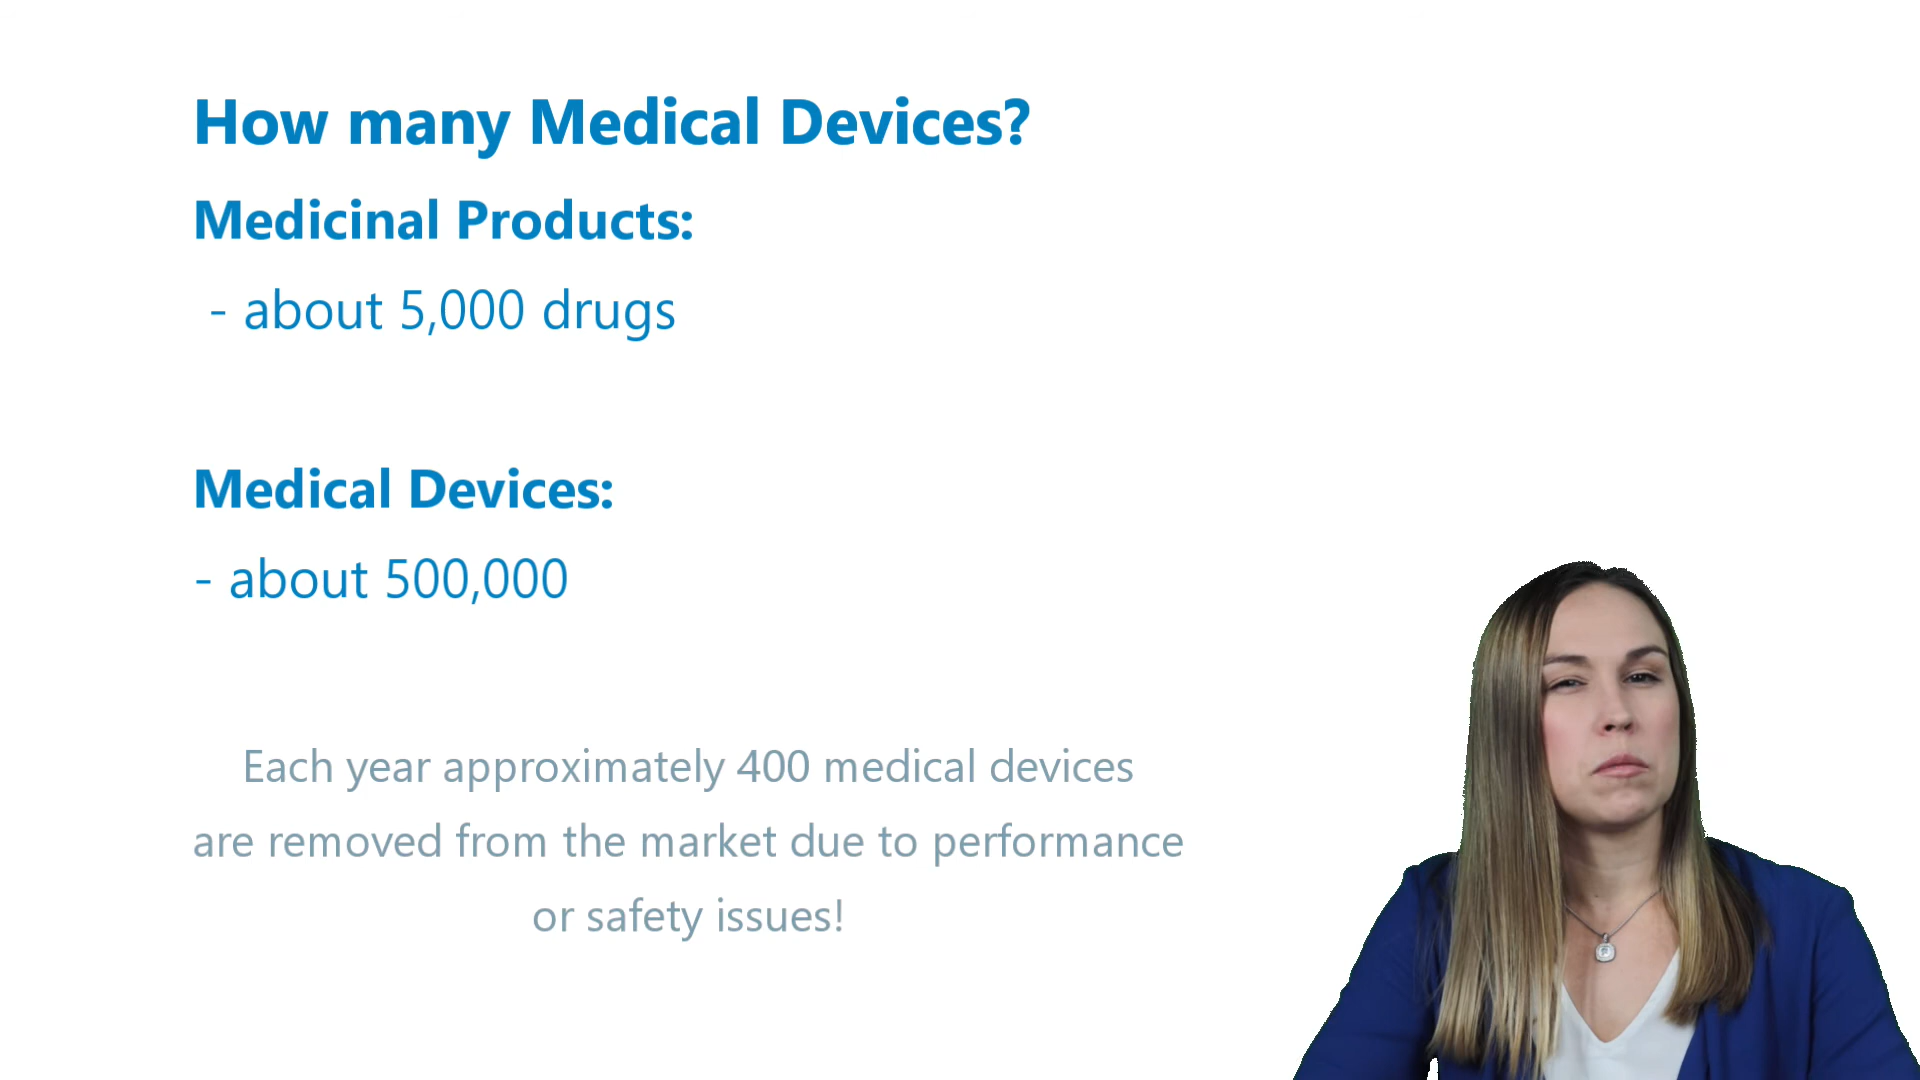 How many Medical Devices?
Medicinal Products:
- about 5,000 drugs
Medical Devices:
- about 500,000
Each year approximately 400 medical devices
are removed from the market due to performance
or safety issues!